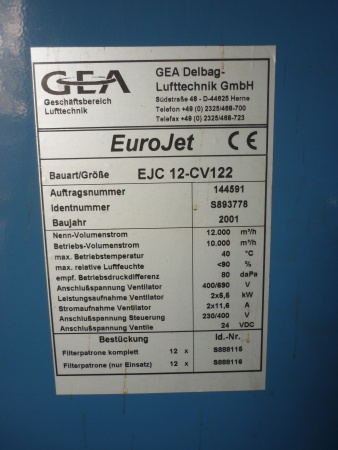 GEA
Geschäftsbereich
Lufttechnik
GEA Delbag-
Lufttechnik GmbH
Südstraße 48 - D-44625 Herne
Telefon +49 (0) 2325/468-700
Telefax +49 (0) 2325/468-723
EuroJet CE
Bauart/Größe EJC 12-CV122
Auftragsnummer 144591
Identnummer S893778
Baujahr 2001
Nenn-Volumenstrom 12.000 m³/h
Betriebs-Volumenstrom 10.000 m³/h
max. Betriebstemperatur 40 °C
max. relative Luftfeuchte <90 %
empf. Betriebsdruckdifferenz 80 daPa
Anschlußspannung Ventilator 400/690 V
Leistungsaufnahme Ventilator 2x5,5 kW
Stromaufnahme Ventilator 2x11,6 A
Anschlußspannung Steuerung 230/400 V
Anschlußspannung Ventile 24 VDC
Bestückung Id.-Nr.
Filterpatrone komplett 12 x S888115
Filterpatrone (nur Einsatz) 12 x S888116